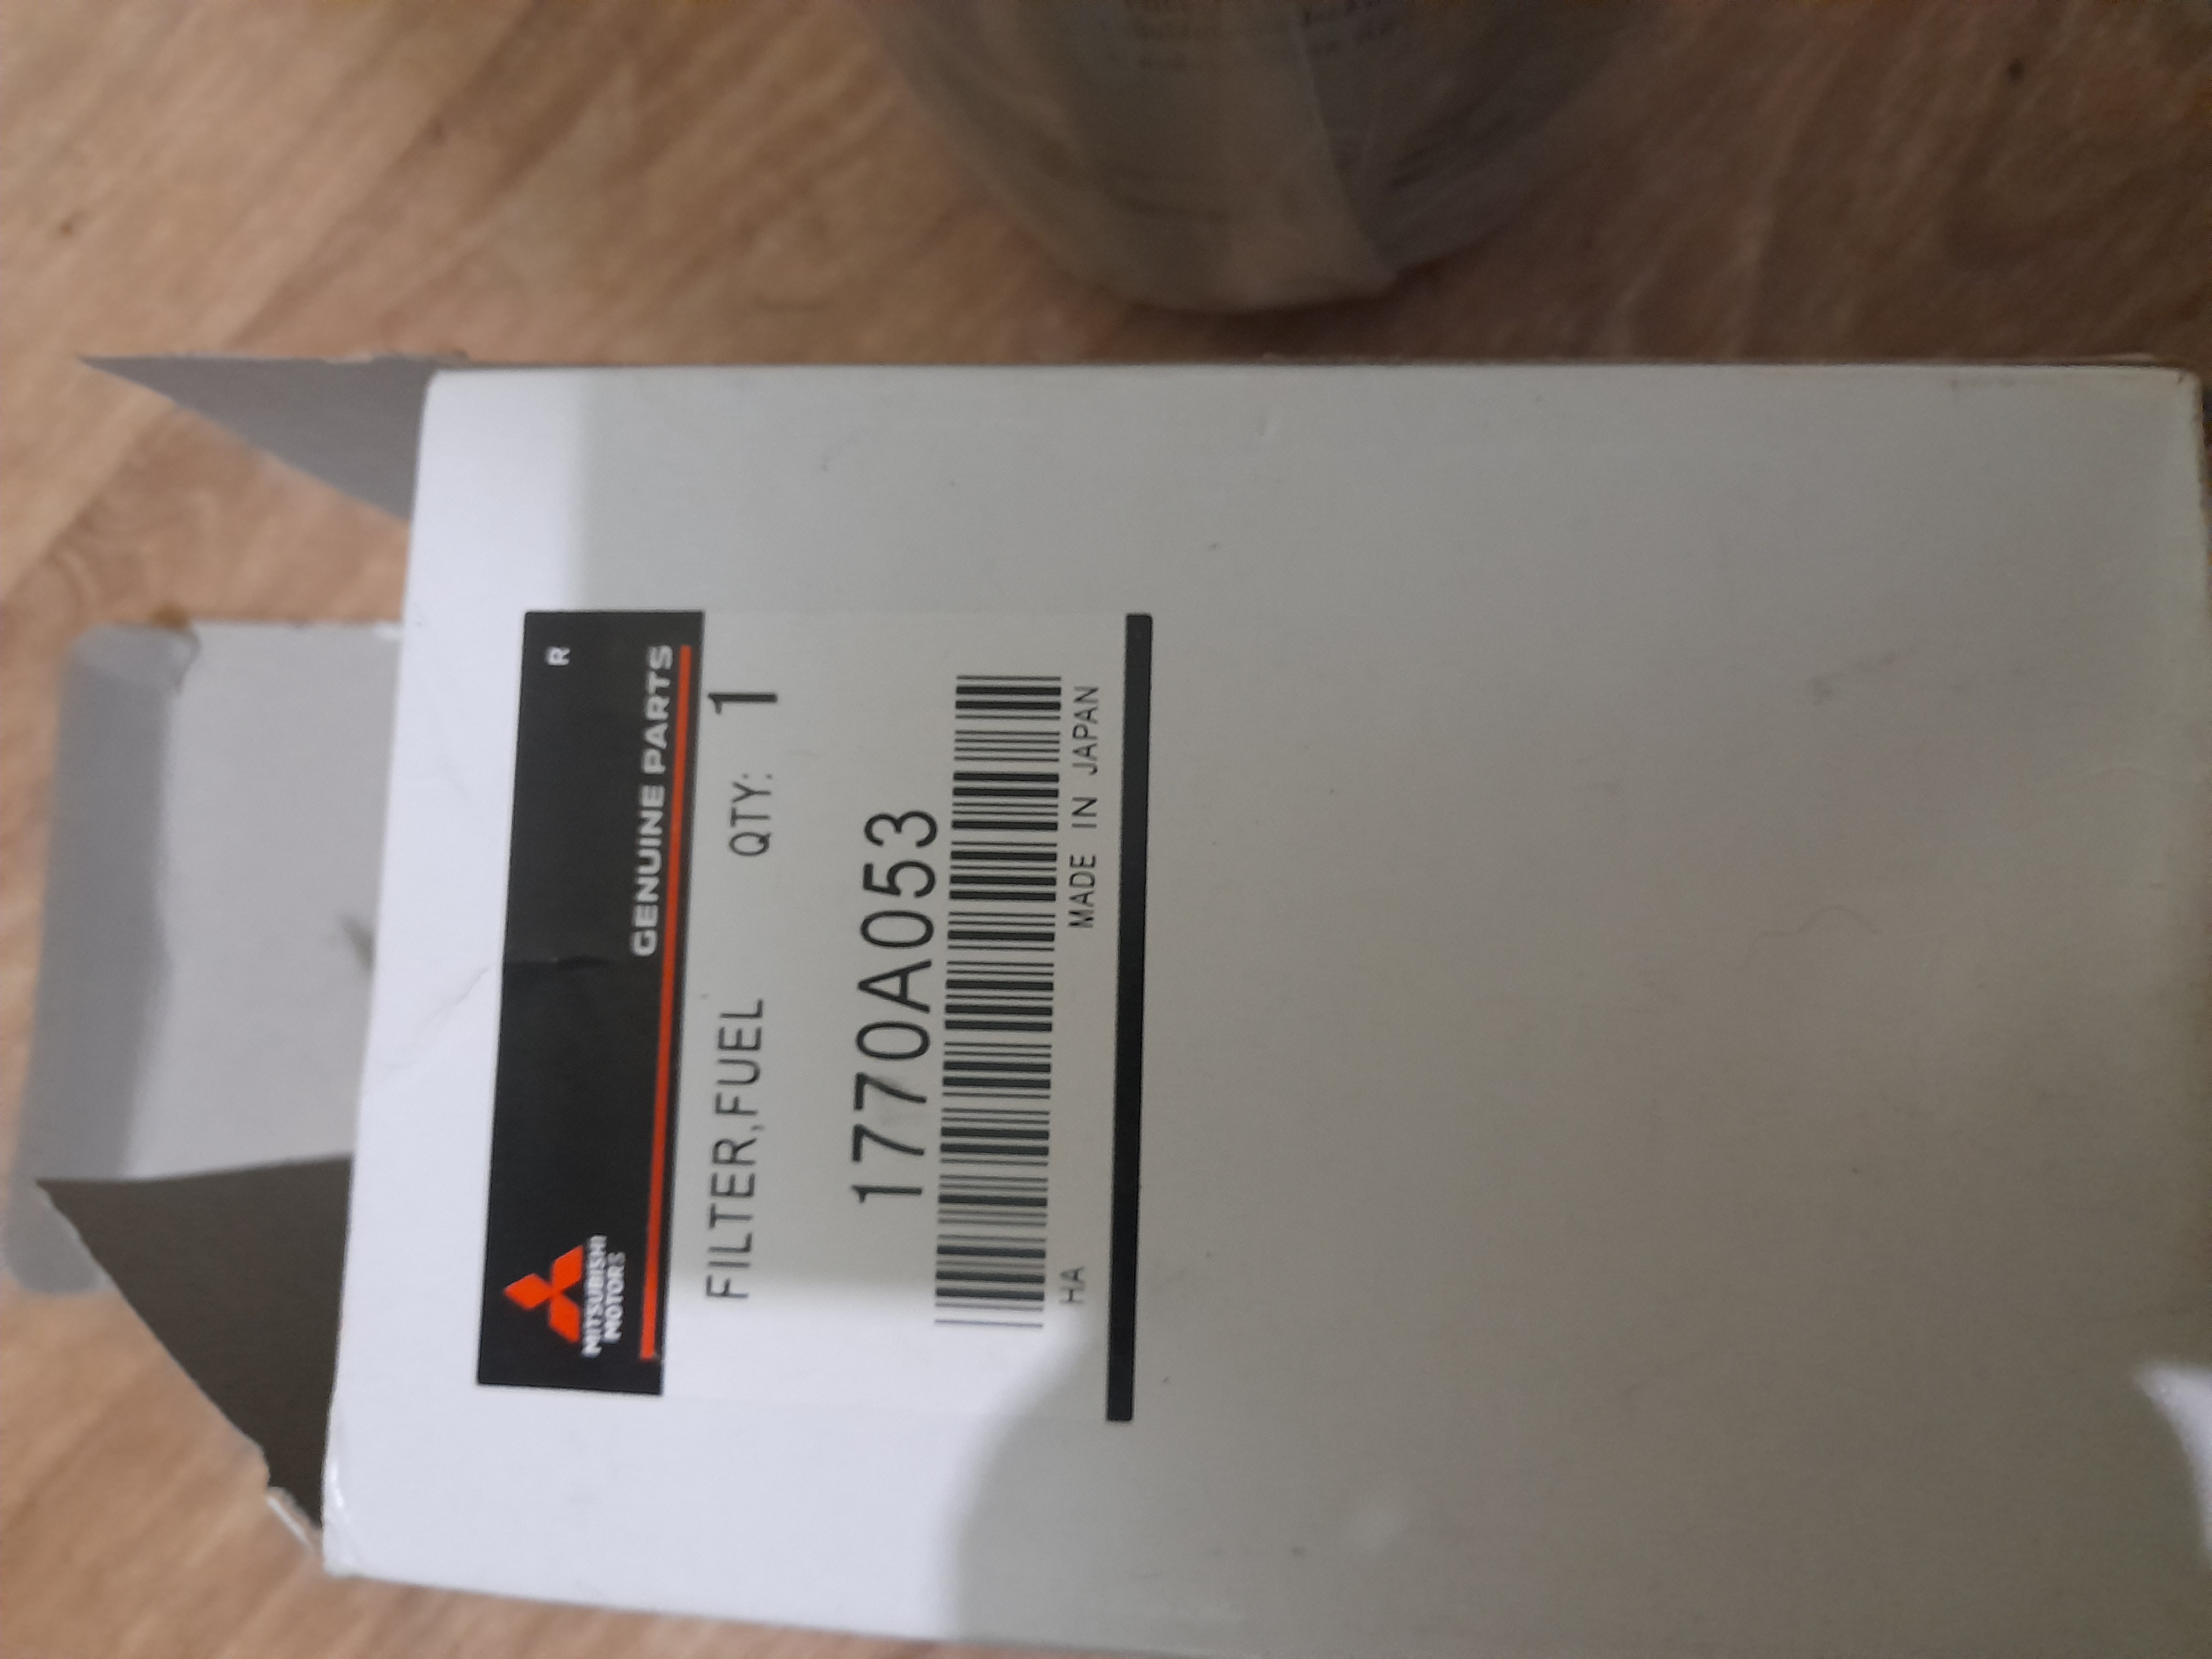 MITSUBISHI
MOTORS
R
GENUINE PARTS
FILTER,FUEL QTY: 1
1770A053
HA MADE IN JAPAN